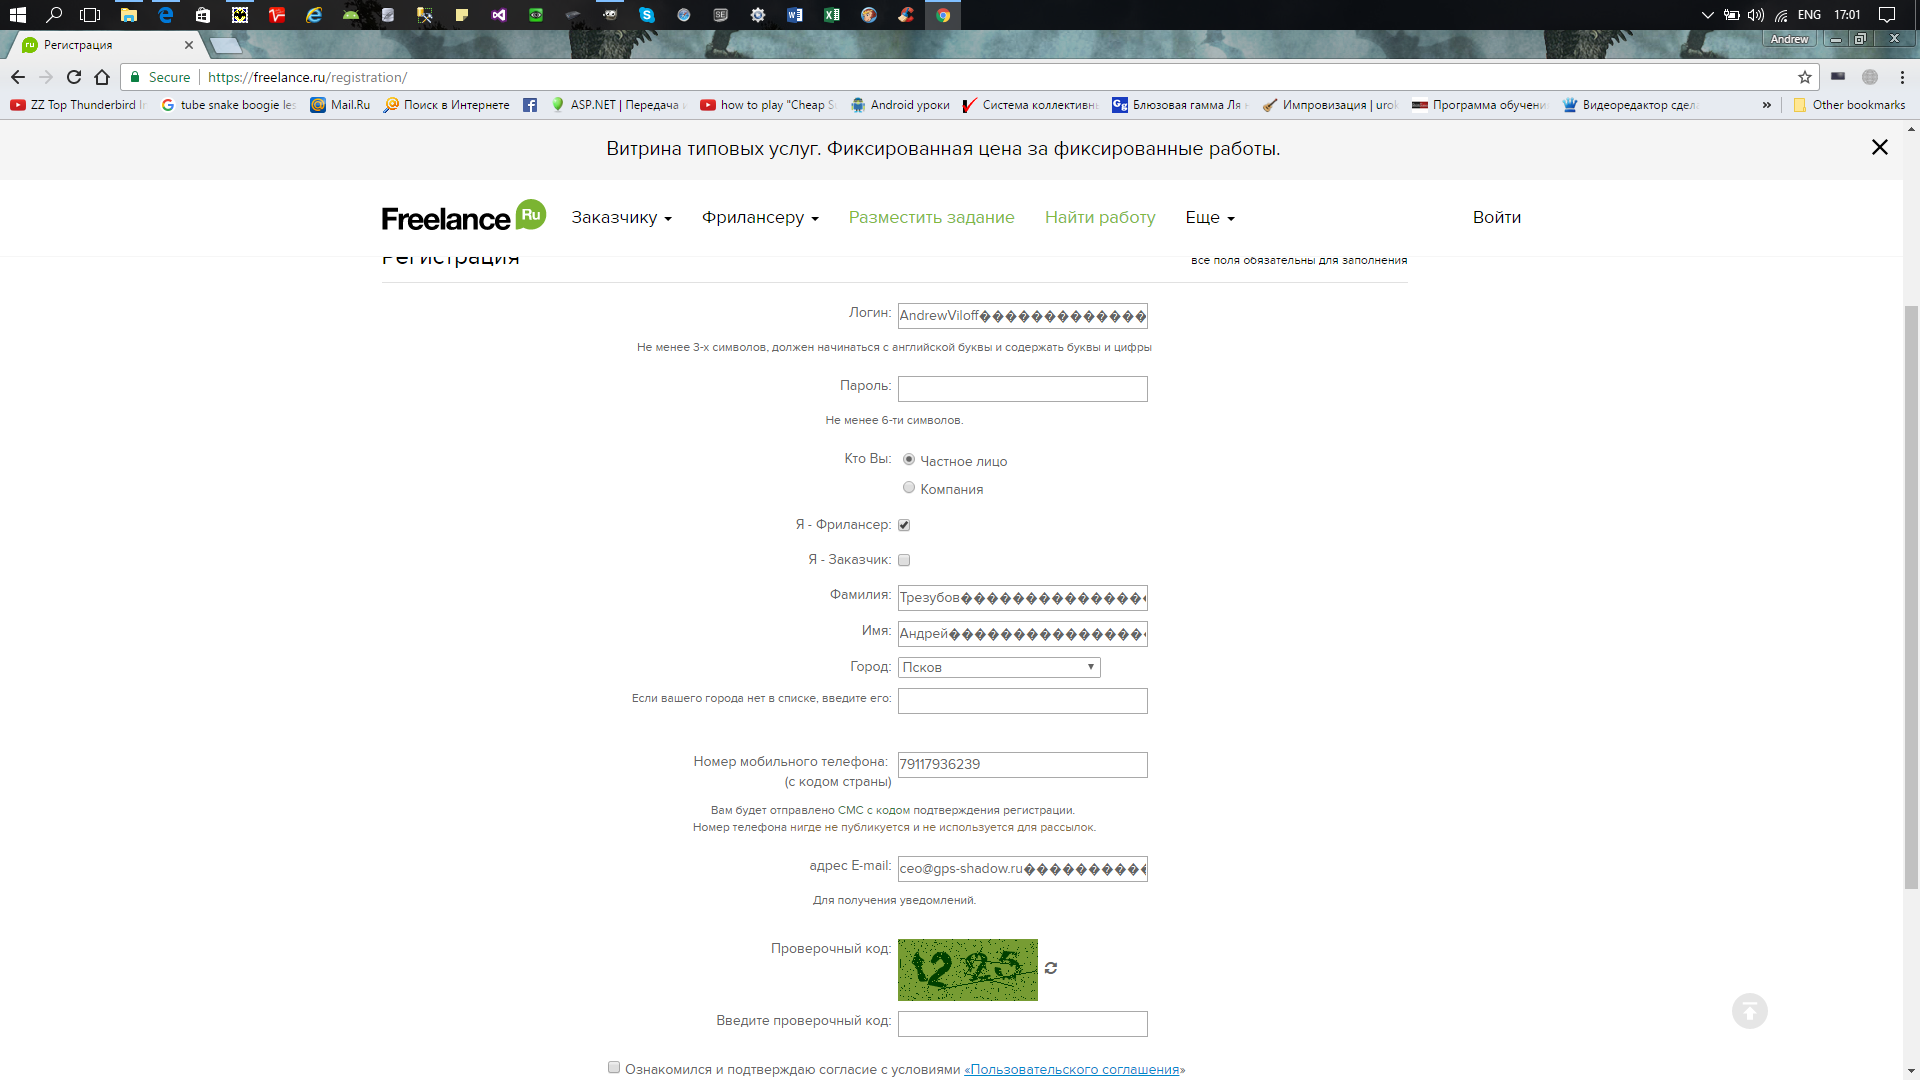 ENG 17:01
Регистрация
Andrew
Secure https://freelance.ru/registration/
ZZ Top Thunderbird tube snake boogie les Mail.Ru Поиск в Интернете ASP.NET | Передача how to play "Cheap S Android уроки Система коллективн Блюзовая гамма Ля Импровизация | urok Программа обучени Видеоредактор сдела » Other bookmarks
Витрина типовых услуг. Фиксированная цена за фиксированные работы.
Freelance Ru Заказчику Фрилансеру Разместить задание Найти работу Еще Войти
Регистрация все поля обязательны для заполнения
Логин: AndrewViloff�������������
Не менее 3-х символов, должен начинаться с английской буквы и содержать буквы и цифры
Пароль:
Не менее 6-ти символов.
Кто Вы: Частное лицо
Компания
Я - Фрилансер:
Я - Заказчик:
Фамилия: Трезубов��������������
Имя: Андрей���������������
Город: Псков
Если вашего города нет в списке, введите его:
Номер мобильного телефона: 79117936239
(с кодом страны)
Вам будет отправлено СМС с кодом подтверждения регистрации.
Номер телефона нигде не публикуется и не используется для рассылок.
адрес E-mail: ceo@gps-shadow.ru���������
Для получения уведомлений.
Проверочный код: 1225
Введите проверочный код:
Ознакомился и подтверждаю согласие с условиями «Пользовательского соглашения»